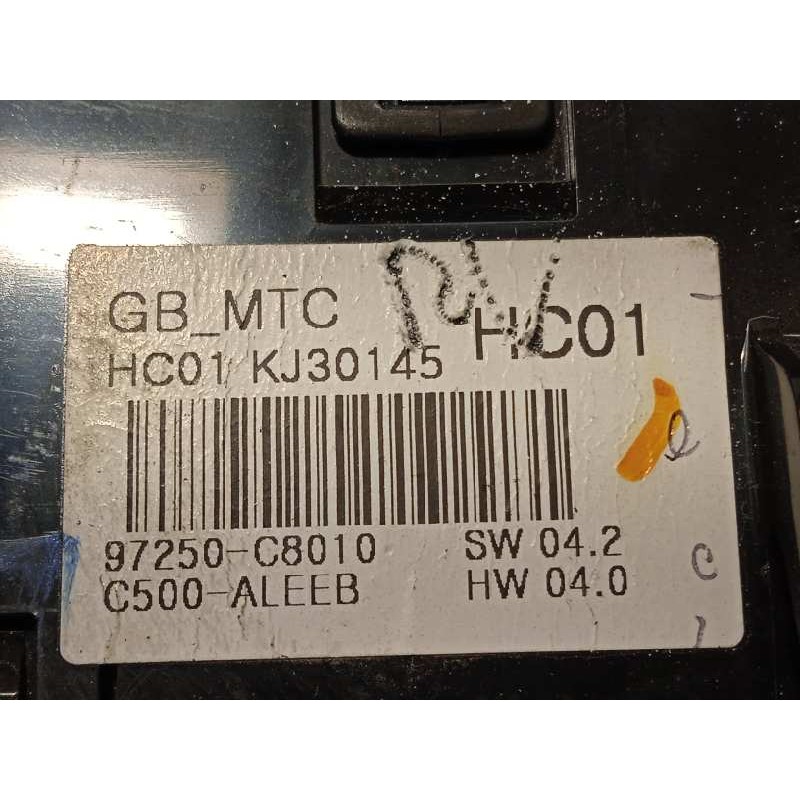 GB_MTC
HC01
HC01 KJ30145
97250-C8010 SW 04.2
C500-ALEEB HW 04.0